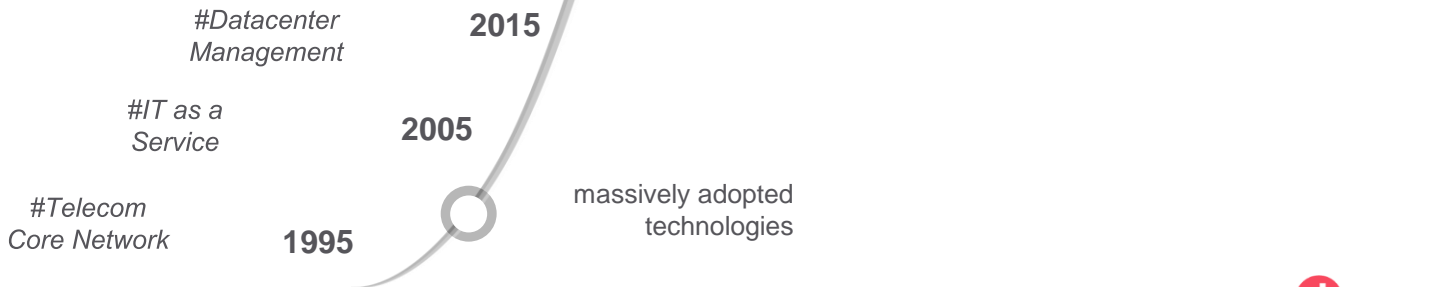 #Datacenter
Management
2015
#IT as a
Service
2005
massively adopted
technologies
#Telecom
Core Network
1995